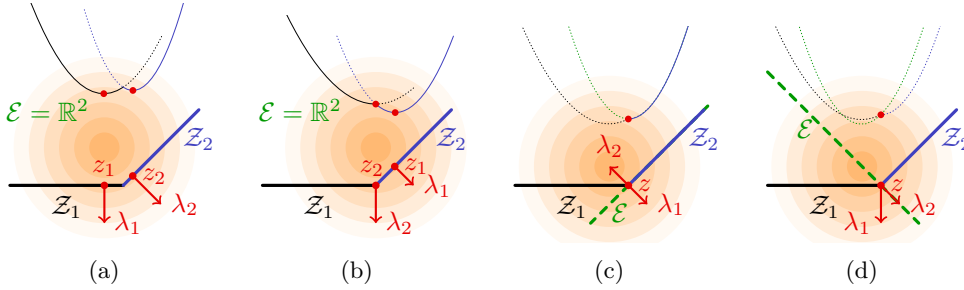 ℰ = ℝ²
z₁
z₂
𝒵₂
𝒵₁
λ₁
λ₂
(a)
ℰ = ℝ²
z₂
z₁
𝒵₂
𝒵₁
λ₁
λ₂
(b)
λ₂
z
𝒵₂
𝒵₁
ℰ
λ₁
(c)
ℰ
z
𝒵₂
𝒵₁
λ₁
λ₂
(d)